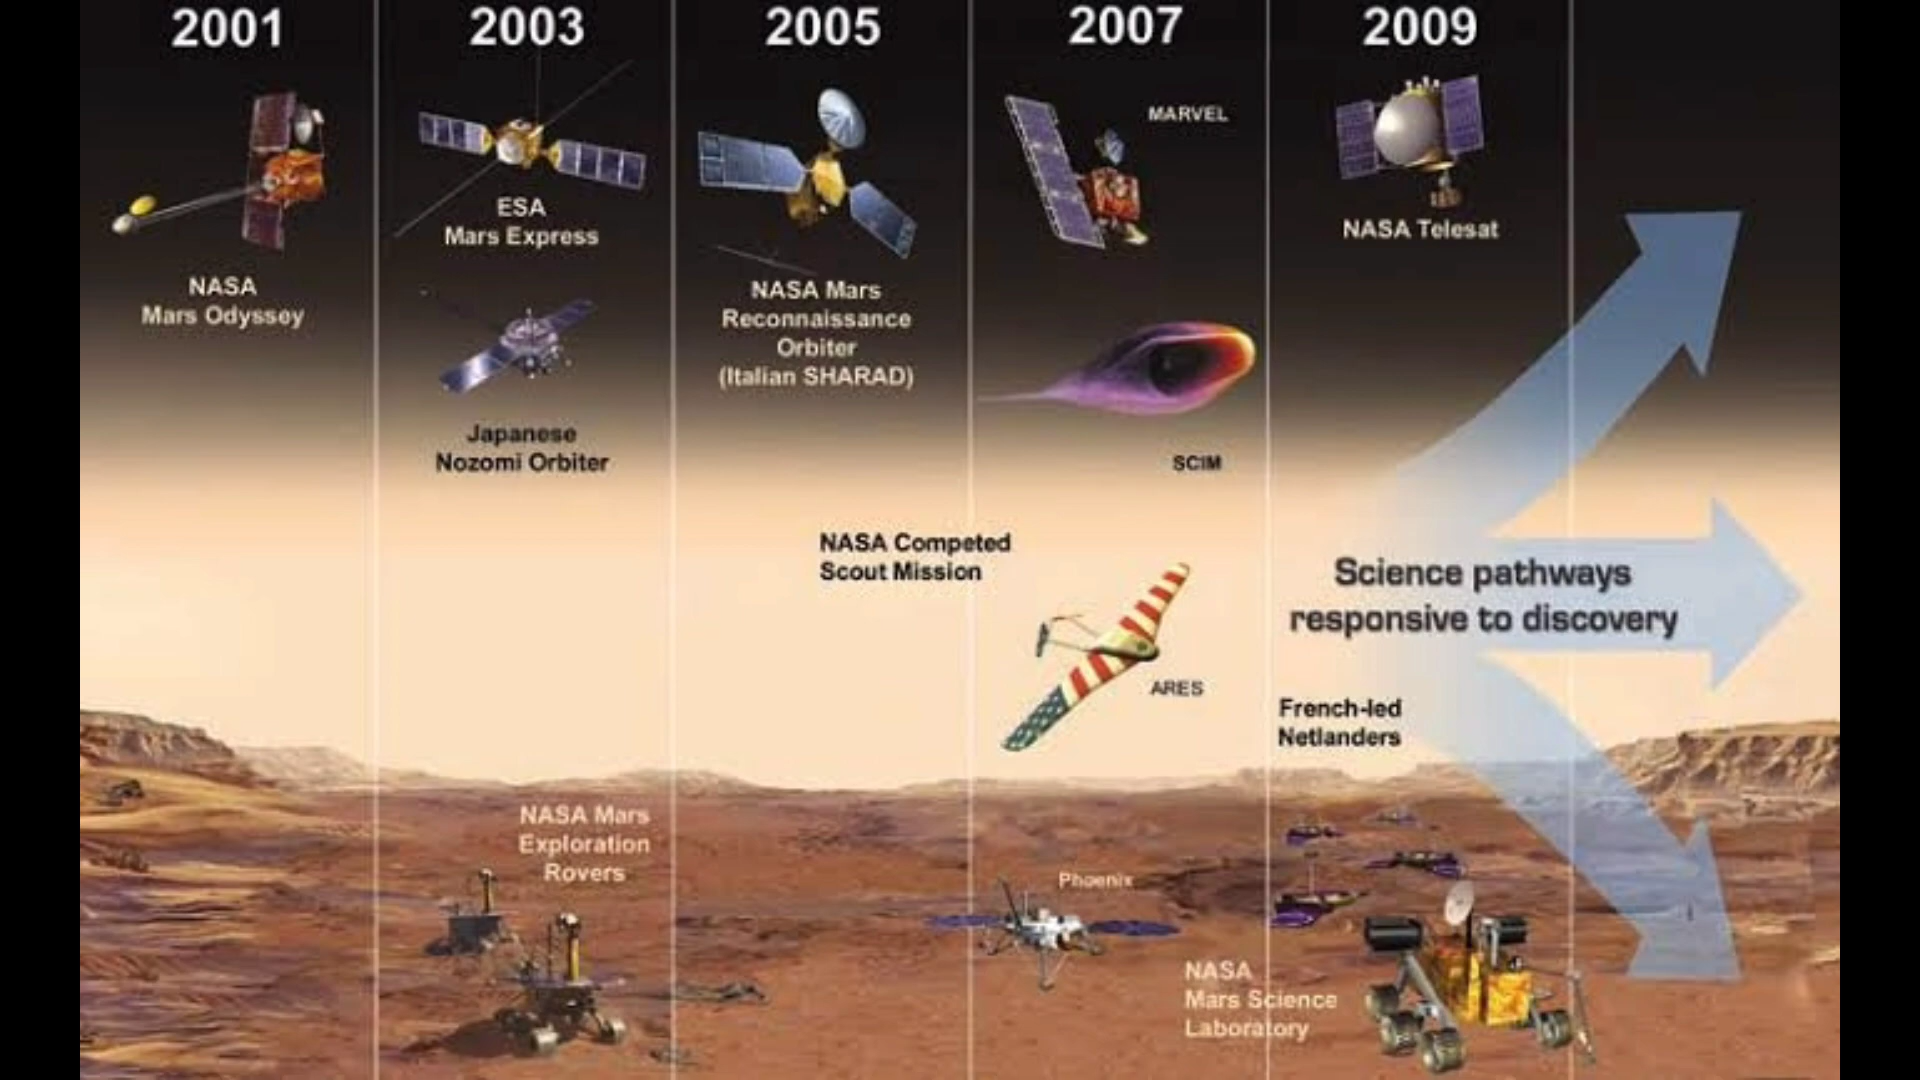 2001
2003
2005
2007
2009
NASA
Mars Odyssey
ESA
Mars Express
Japanese
Nozomi Orbiter
NASA Mars
Exploration
Rovers
NASA Mars
Reconnaissance
Orbiter
(Italian SHARAD)
NASA Competed
Scout Mission
MARVEL
SCIM
ARES
Phoenix
NASA Telesat
Science pathways
responsive to discovery
French-led
Netlanders
NASA
Mars Science
Laboratory